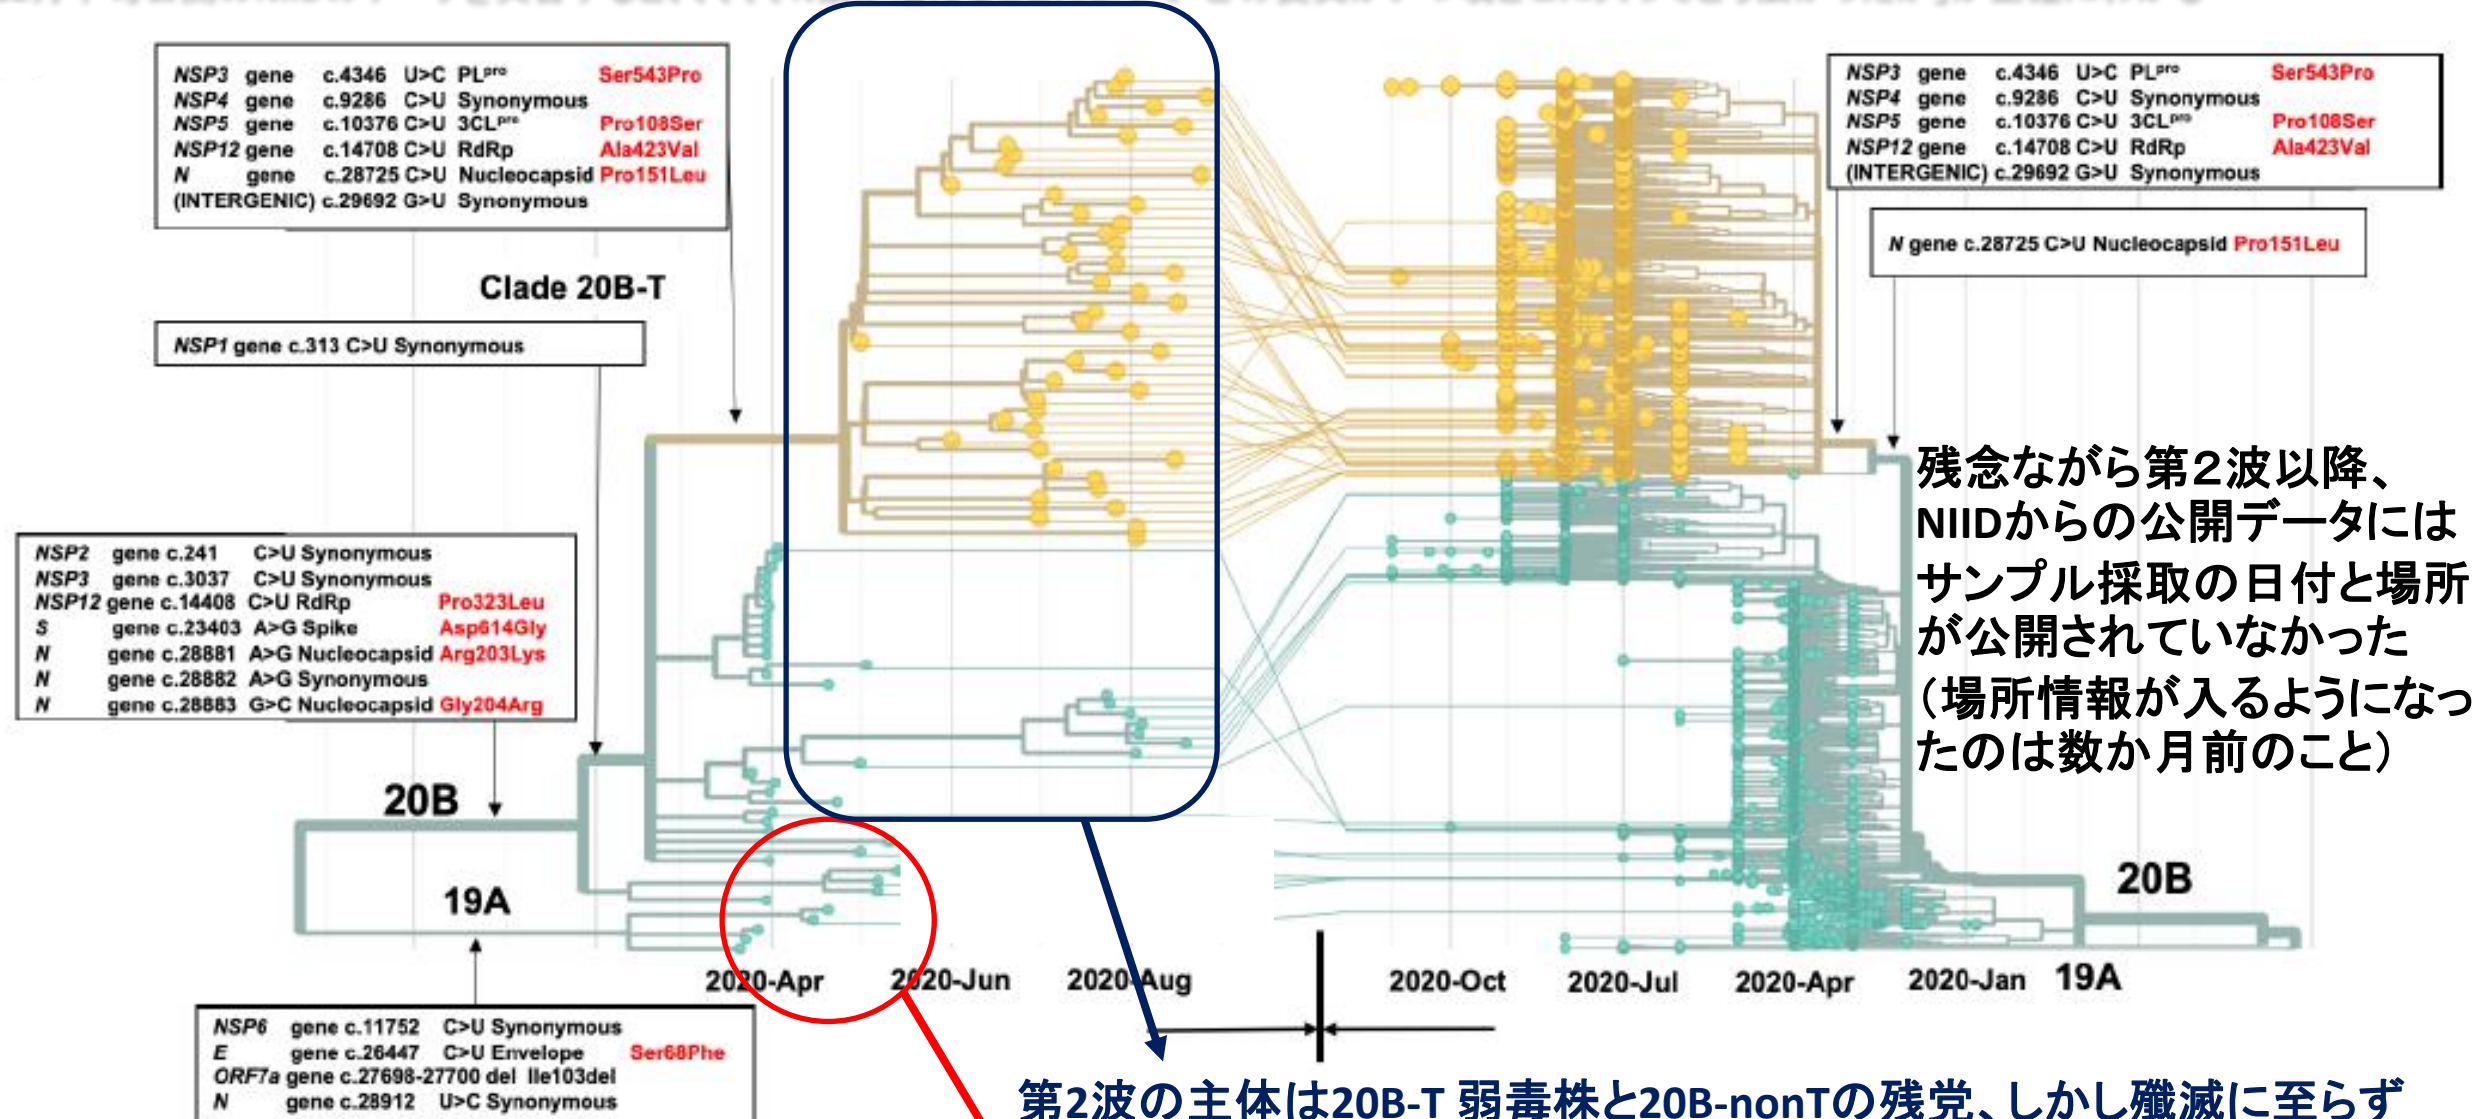 NSP3 gene c.4346 U>C PLpro Ser543Pro
NSP4 gene c.9286 C>U Synonymous
NSP5 gene c.10376 C>U 3CLpro Pro108Ser
NSP12 gene c.14708 C>U RdRp Ala423Val
N gene c.28725 C>U Nucleocapsid Pro151Leu
(INTERGENIC) c.29692 G>U Synonymous
Clade 20B-T
NSP1 gene c.313 C>U Synonymous
NSP2 gene c.241 C>U Synonymous
NSP3 gene c.3037 C>U Synonymous
NSP12 gene c.14408 C>U RdRp Pro323Leu
S gene c.23403 A>G Spike Asp614Gly
N gene c.28881 A>G Nucleocapsid Arg203Lys
N gene c.28882 A>G Synonymous
N gene c.28883 G>C Nucleocapsid Gly204Arg
20B
19A
NSP6 gene c.11752 C>U Synonymous
E gene c.26447 C>U Envelope Ser68Phe
ORF7a gene c.27698-27700 del Ile103del
N gene c.28912 U>C Synonymous
2020-Apr 2020-Jun 2020-Aug
NSP3 gene c.4346 U>C PLpro Ser543Pro
NSP4 gene c.9286 C>U Synonymous
NSP5 gene c.10376 C>U 3CLpro Pro108Ser
NSP12 gene c.14708 C>U RdRp Ala423Val
(INTERGENIC) c.29692 G>U Synonymous
N gene c.28725 C>U Nucleocapsid Pro151Leu
残念ながら第２波以降、
NIIDからの公開データには
サンプル採取の日付と場所
が公開されていなかった
（場所情報が入るようになっ
たのは数か月前のこと）
20B
2020-Oct 2020-Jul 2020-Apr 2020-Jan 19A
第2波の主体は20B-T 弱毒株と20B-nonTの残党、しかし殲滅に至らず